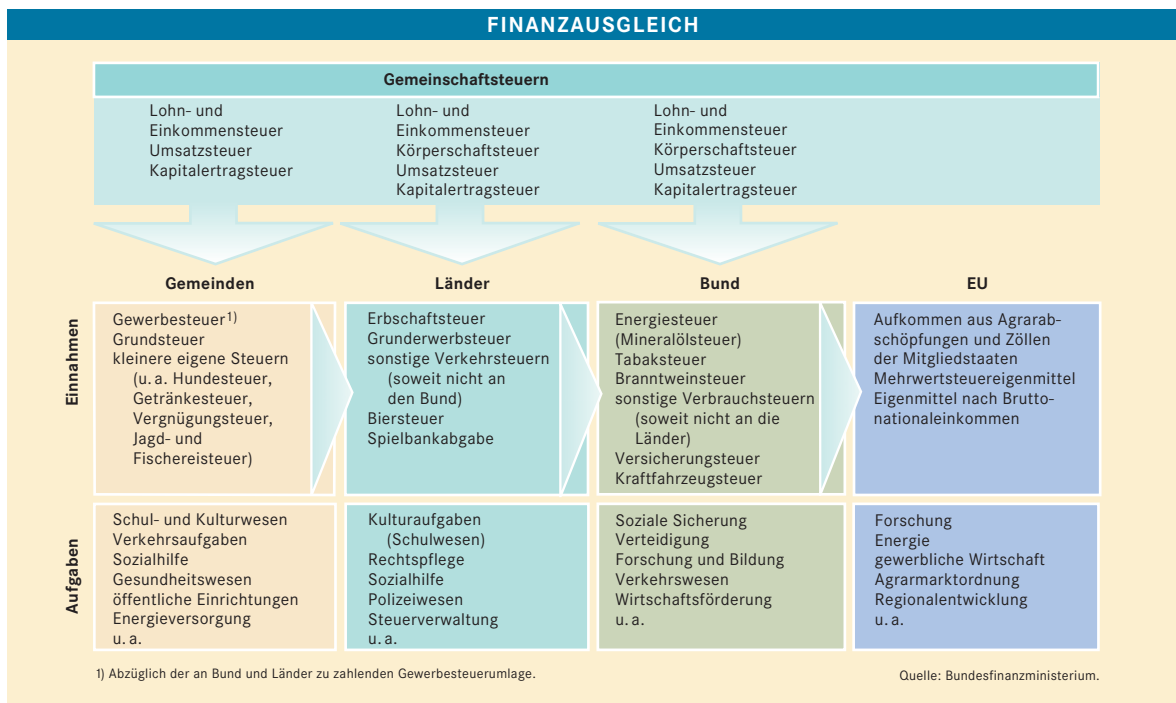 FINANZAUSGLEICH
Gemeinschaftsteuern
Lohn- und
Einkommensteuer
Umsatzsteuer
Kapitalertragsteuer
Lohn- und
Einkommensteuer
Körperschaftsteuer
Umsatzsteuer
Kapitalertragsteuer
Lohn- und
Einkommensteuer
Körperschaftsteuer
Umsatzsteuer
Kapitalertragsteuer
Gemeinden
Länder
Bund
EU
Einnahmen
Gewerbesteuer1)
Grundsteuer
kleinere eigene Steuern
(u. a. Hundesteuer,
Getränkesteuer,
Vergnügungsteuer,
Jagd- und
Fischereisteuer)
Erbschaftsteuer
Grunderwerbsteuer
sonstige Verkehrsteuern
(soweit nicht an
den Bund)
Biersteuer
Spielbankabgabe
Energiesteuer
(Mineralölsteuer)
Tabaksteuer
Branntweinsteuer
sonstige Verbrauchsteuern
(soweit nicht an die
Länder)
Versicherungsteuer
Kraftfahrzeugsteuer
Aufkommen aus Agrarab-
schöpfungen und Zöllen
der Mitgliedstaaten
Mehrwertsteuereigenmittel
Eigenmittel nach Brutto-
nationaleinkommen
Aufgaben
Schul- und Kulturwesen
Verkehrsaufgaben
Sozialhilfe
Gesundheitswesen
öffentliche Einrichtungen
Energieversorgung
u. a.
Kulturaufgaben
(Schulwesen)
Rechtspflege
Sozialhilfe
Polizeiwesen
Steuerverwaltung
u. a.
Soziale Sicherung
Verteidigung
Forschung und Bildung
Verkehrswesen
Wirtschaftsförderung
u. a.
Forschung
Energie
gewerbliche Wirtschaft
Agrarmarktordnung
Regionalentwicklung
u. a.
1) Abzüglich der an Bund und Länder zu zahlenden Gewerbesteuerumlage.
Quelle: Bundesfinanzministerium.